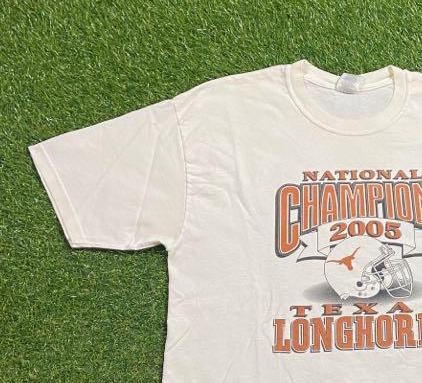 NATIONAL
CHAMPION
2005
TEXA
LONGHOR